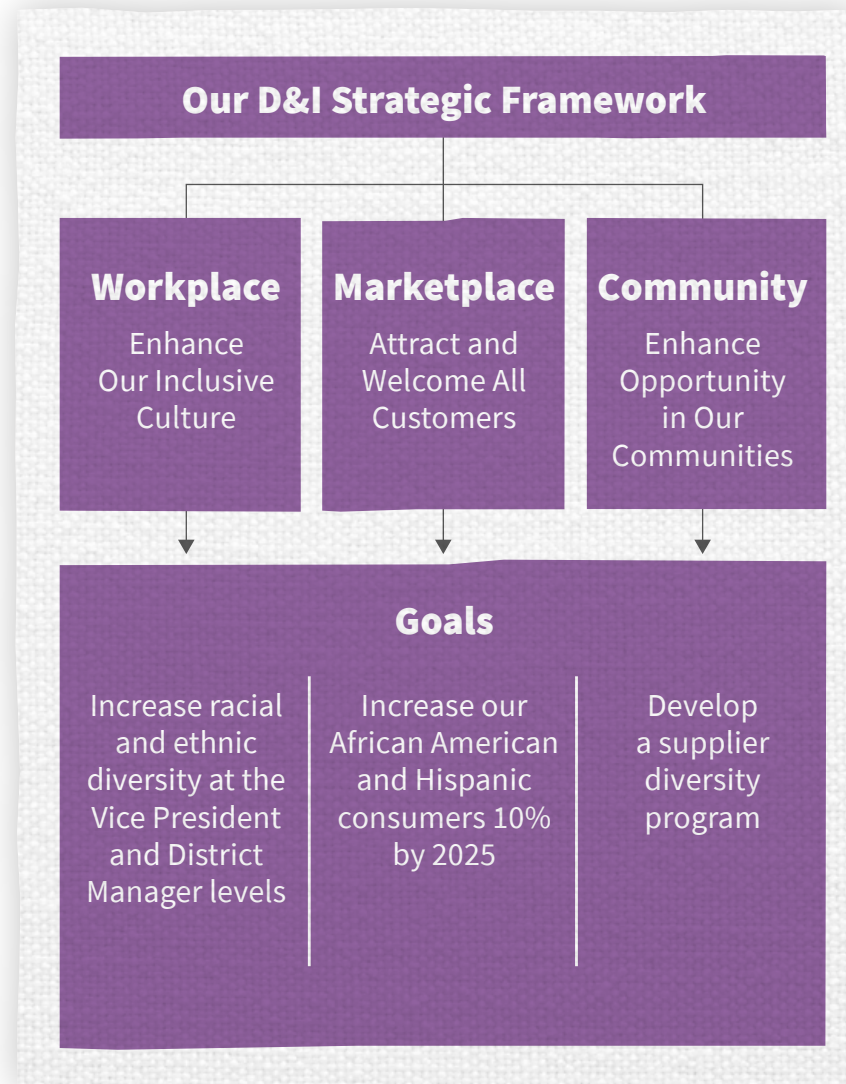 Our D&I Strategic Framework
Workplace
Enhance
Our Inclusive
Culture
Marketplace
Attract and
Welcome All
Customers
Community
Enhance
Opportunity
in Our
Communities
Goals
Increase racial
and ethnic
diversity at the
Vice President
and District
Manager levels
Increase our
African American
and Hispanic
consumers 10%
by 2025
Develop
a supplier
diversity
program